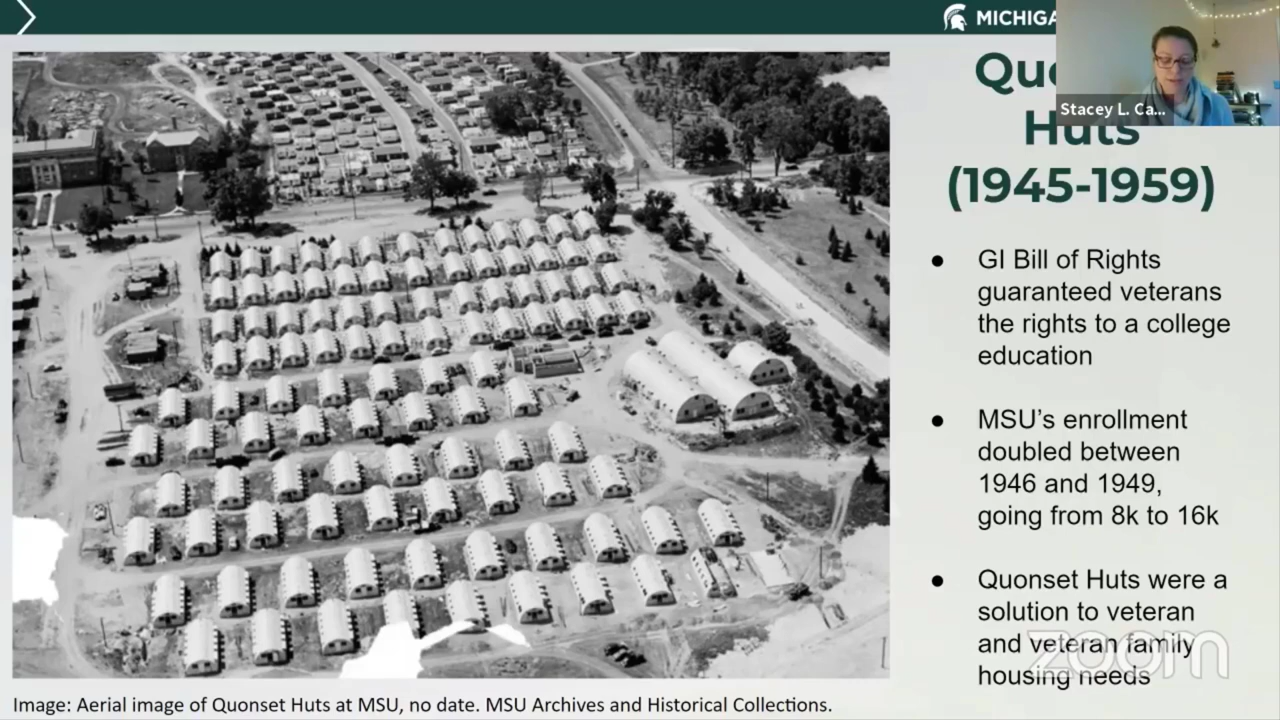 MICHIGA
Stacey L. Ca...
Que
Huts
(1945-1959)
● GI Bill of Rights
guaranteed veterans
the rights to a college
education
● MSU's enrollment
doubled between
1946 and 1949,
going from 8k to 16k
● Quonset Huts were a
solution to veteran
and veteran family
housing needs
zoom
Image: Aerial image of Quonset Huts at MSU, no date. MSU Archives and Historical Collections.